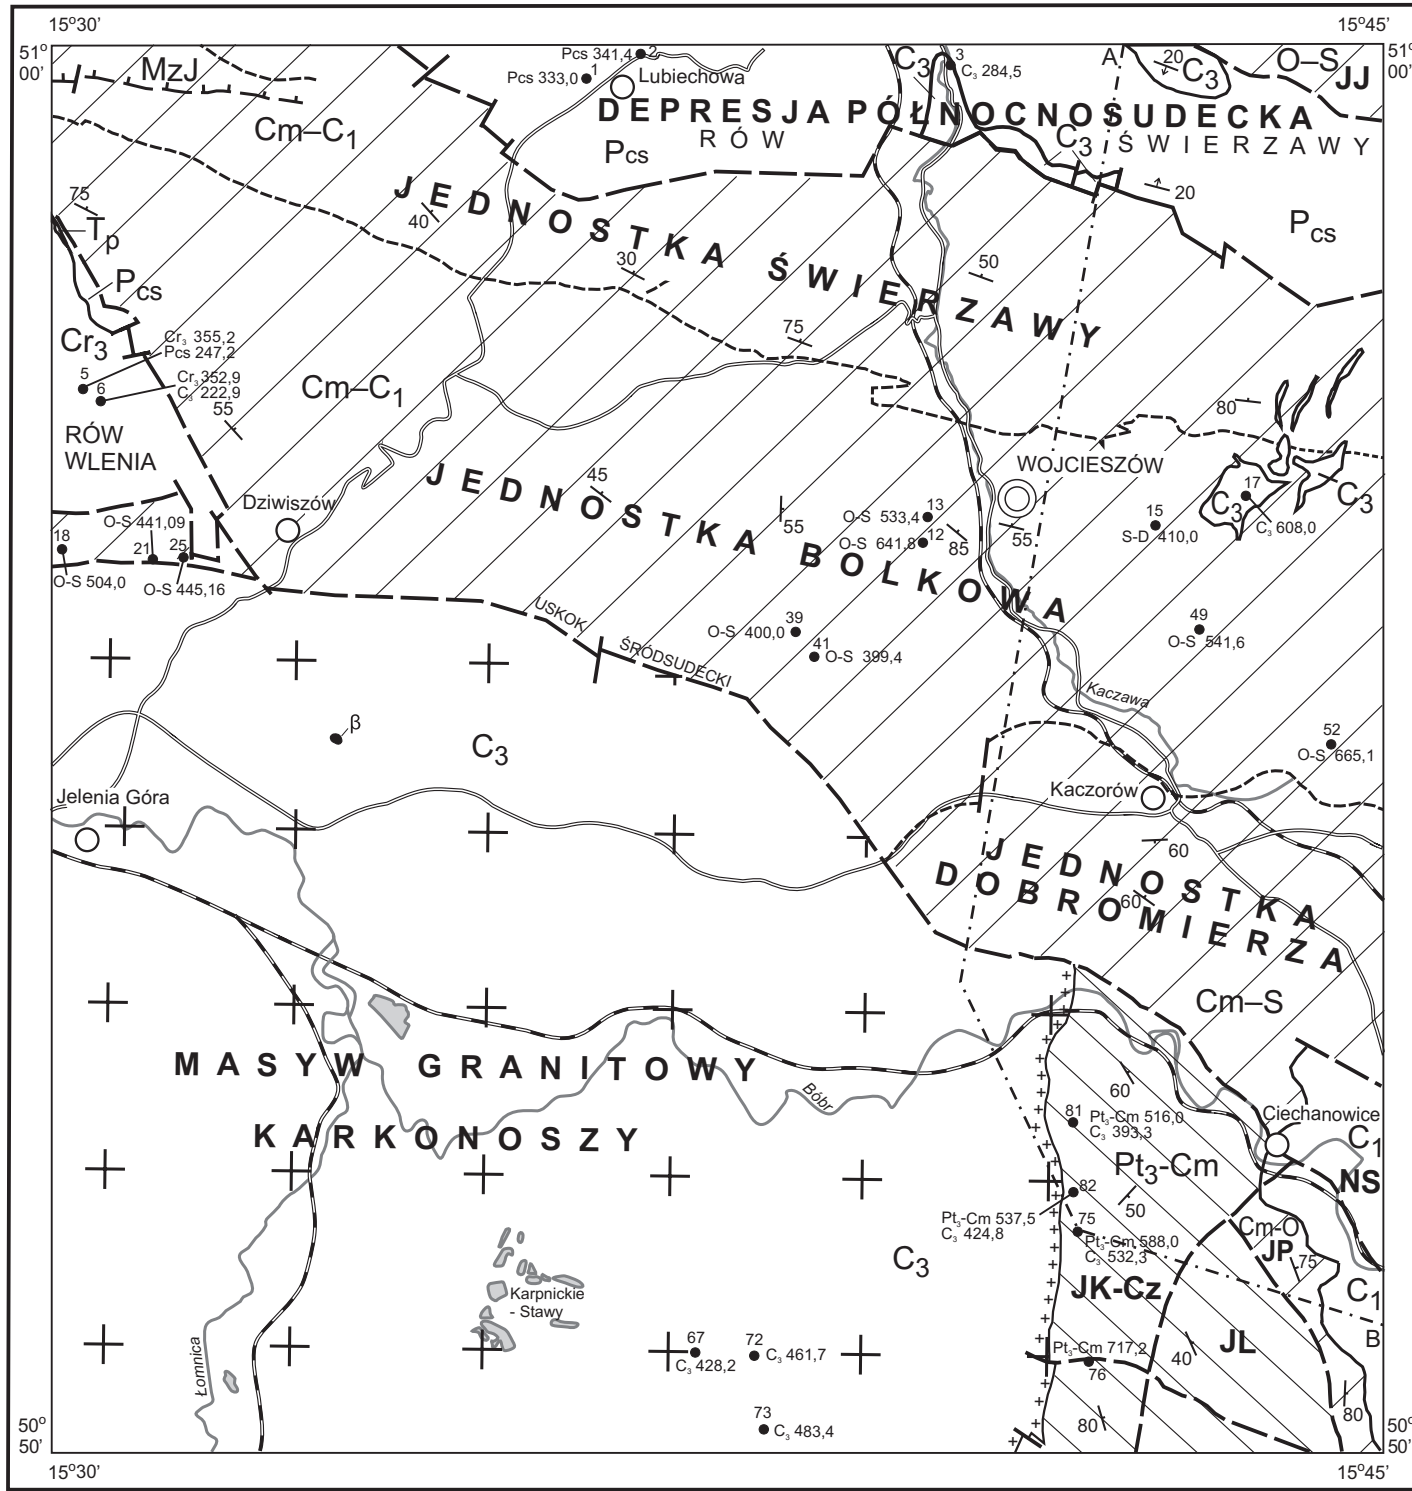 15°30’
15°45’
51°
00’
51°
00’
MzJ
Pcs 341,4
2
Pcs 333,0
1
Lubiechowa
C3
3
C3 284,5
A
20
C3
O–S
JJ
DEPRESJA PÓŁNOCNOSUDECKA
RÓW
ŚWIERZAWY
Cm–C1
Pcs
C3
75
Tp
40
JEDNOSTKA ŚWIERZAWY
20
Pcs
30
50
Pcs
Cr3
Cr3 355,2
Pcs 247,2
75
5
6
Cr3 352,9
C3 222,9
55
Cm–C1
80
RÓW
WLENIA
JEDNOSTKA BOLKOWA
45
WOJCIESZÓW
17
C3
C3
C3 608,0
Dziwiszów
55
O-S 533,4
13
O-S 641,8
12
85
55
15
S-D 410,0
18
O-S 441,09
21
25
O-S 504,0
O-S 445,16
USKOK
ŚRÓDSUDECKI
39
O-S 400,0
41
O-S 399,4
49
O-S 541,6
Kaczawa
β
C3
52
O-S 665,1
Jelenia Góra
Kaczorów
60
JEDNOSTKA
DOBROMIERZA
60
Cm–S
MASYW GRANITOWY
KARKONOSZY
Bóbr
60
81
Pt3-Cm 516,0
C3 393,3
Ciechanowice
C1
Pt3-Cm
NS
82
50
Pt3-Cm 537,5
C3 424,8
75
Pt3-Cm 588,0
C3 532,3
Cm-O
JP
75
C3
JK-Cz
C1
Karpnickie
- Stawy
B
67
C3 428,2
72
C3 461,7
Pt3-Cm 717,2
76
40
JL
Łomnica
73
C3 483,4
80
80
50°
50’
50°
50’
15°30’
15°45’